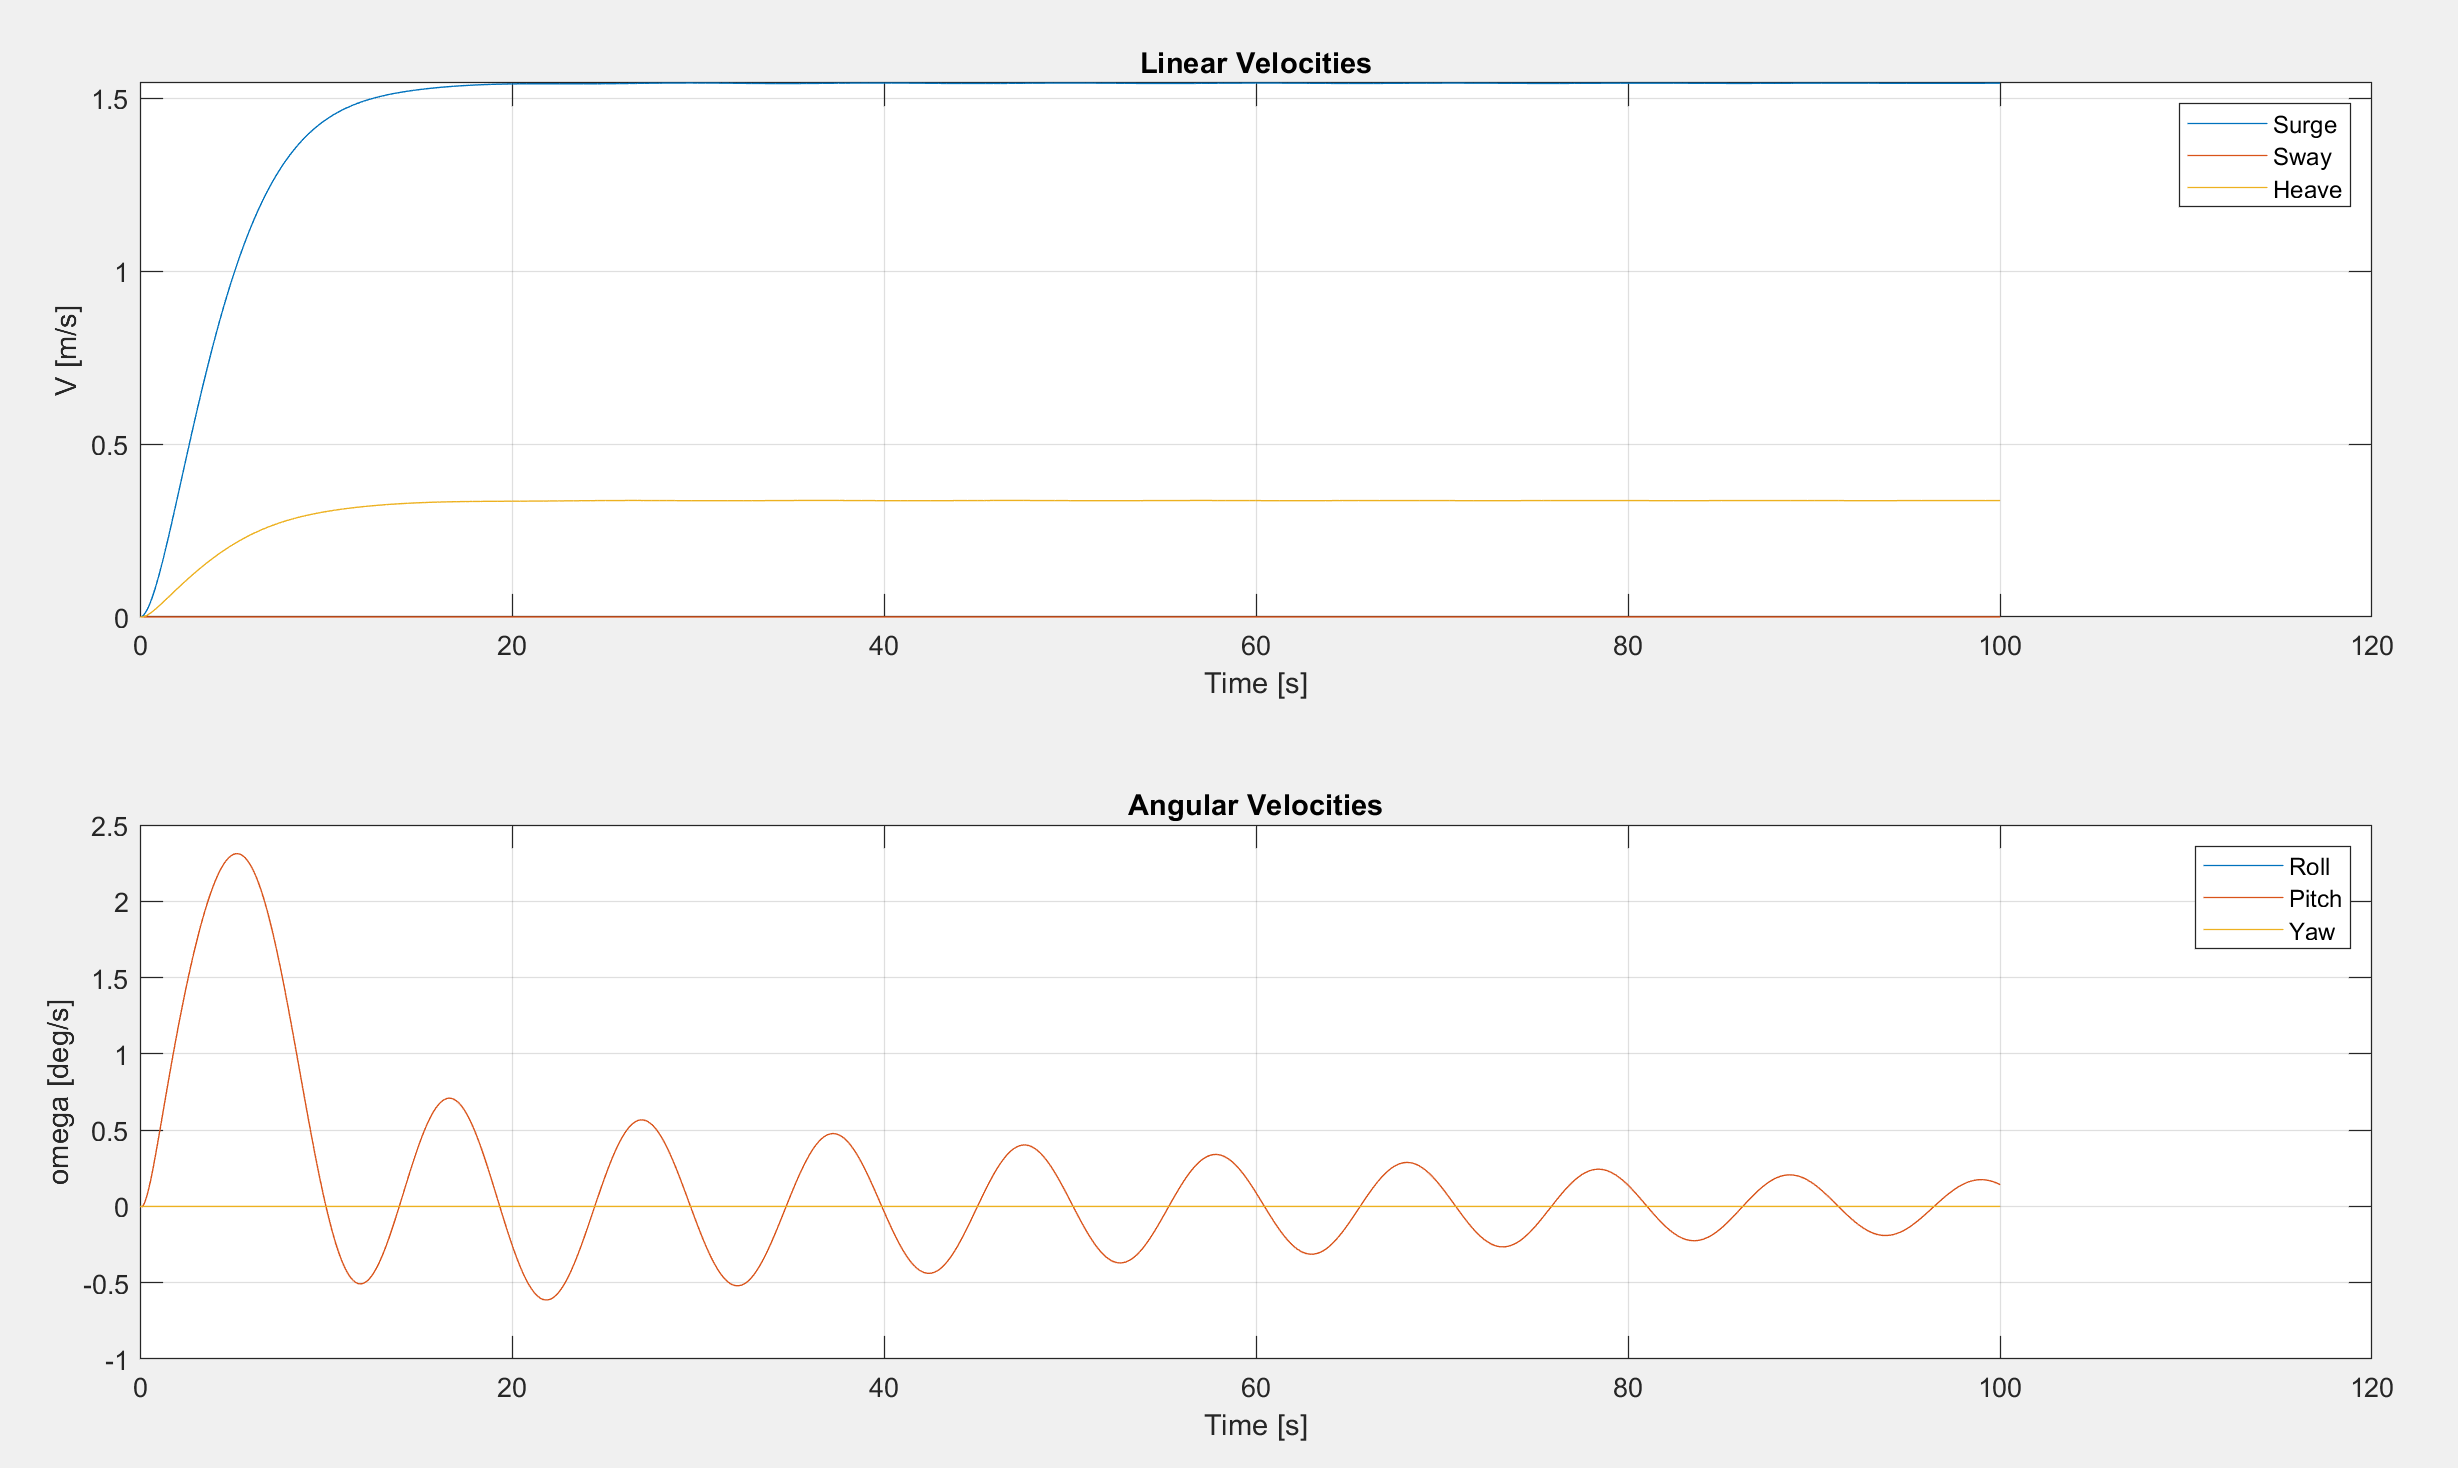 Linear Velocities
1.5
1
0.5
0
V [m/s]
Surge
Sway
Heave
0 20 40 60 80 100 120
Time [s]
Angular Velocities
2.5
2
1.5
1
0.5
0
-0.5
-1
omega [deg/s]
Roll
Pitch
Yaw
0 20 40 60 80 100 120
Time [s]